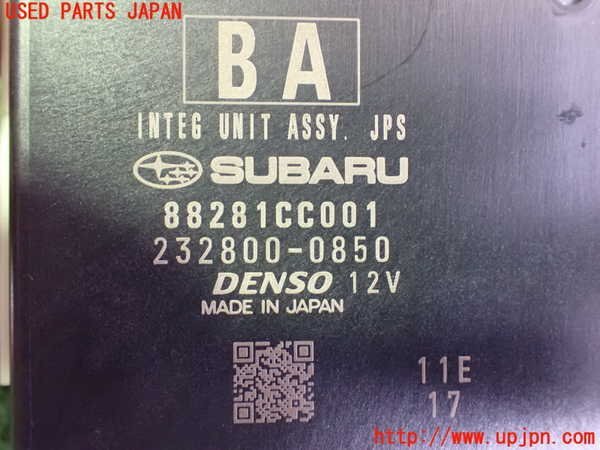 USED PARTS JAPAN
BA
INTEG UNIT ASSY. JPS
SUBARU
88281CC001
232800-0850
DENSO 12V
MADE IN JAPAN
11E
17
http://www.upjpn.com/